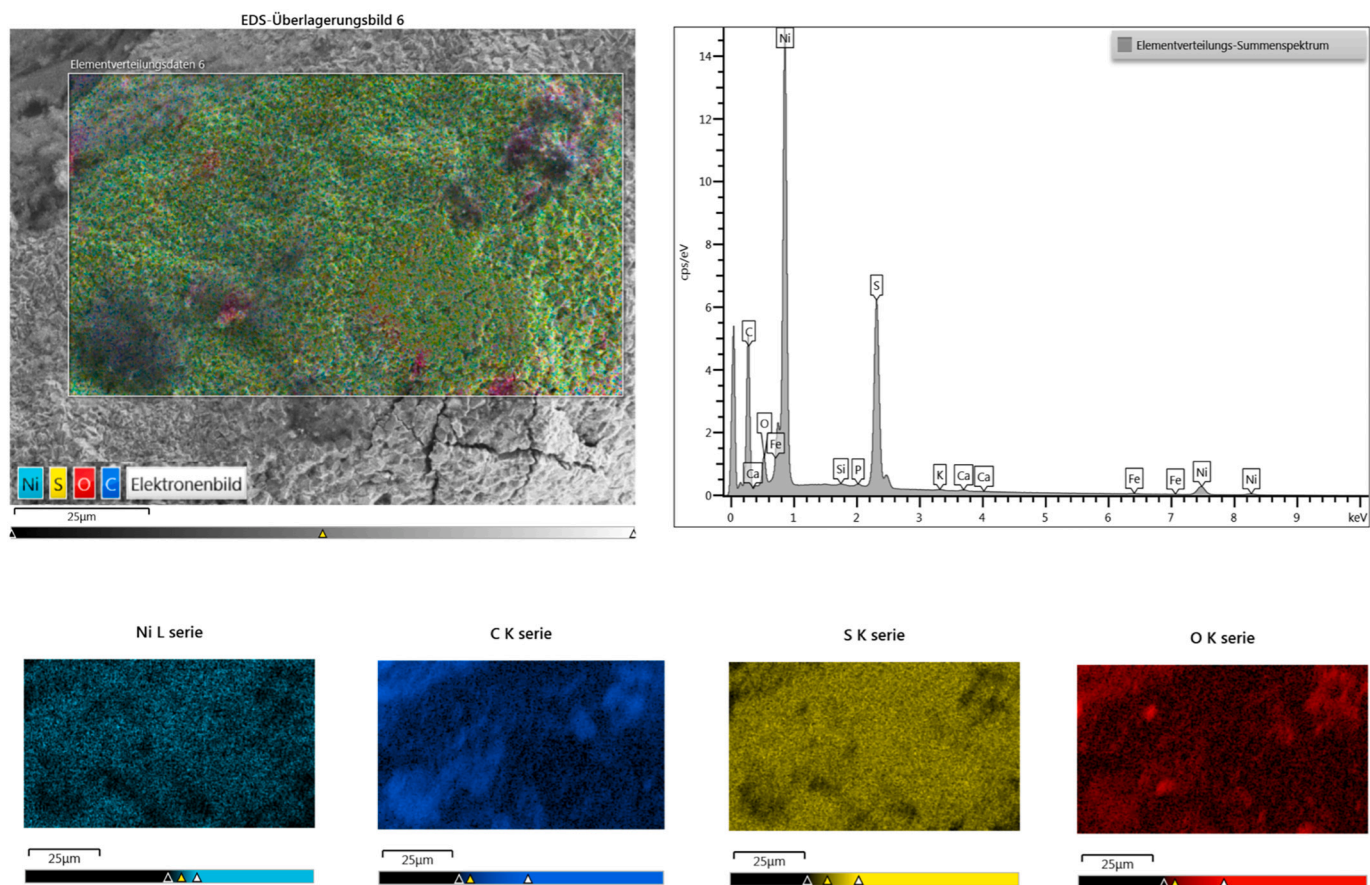 EDS-Überlagerungsbild 6
Elementverteilungsdaten 6
Ni S O C Elektronenbild
25µm
Elementverteilungs-Summenspektrum
cps/eV
14
12
10
8
6
4
2
0
Ni
C
Ca
O
Fe
Si
P
S
K
Ca
Ca
Fe
Fe
Ni
Ni
0 1 2 3 4 5 6 7 8 9 keV
Ni L serie
C K serie
S K serie
O K serie
25µm
25µm
25µm
25µm